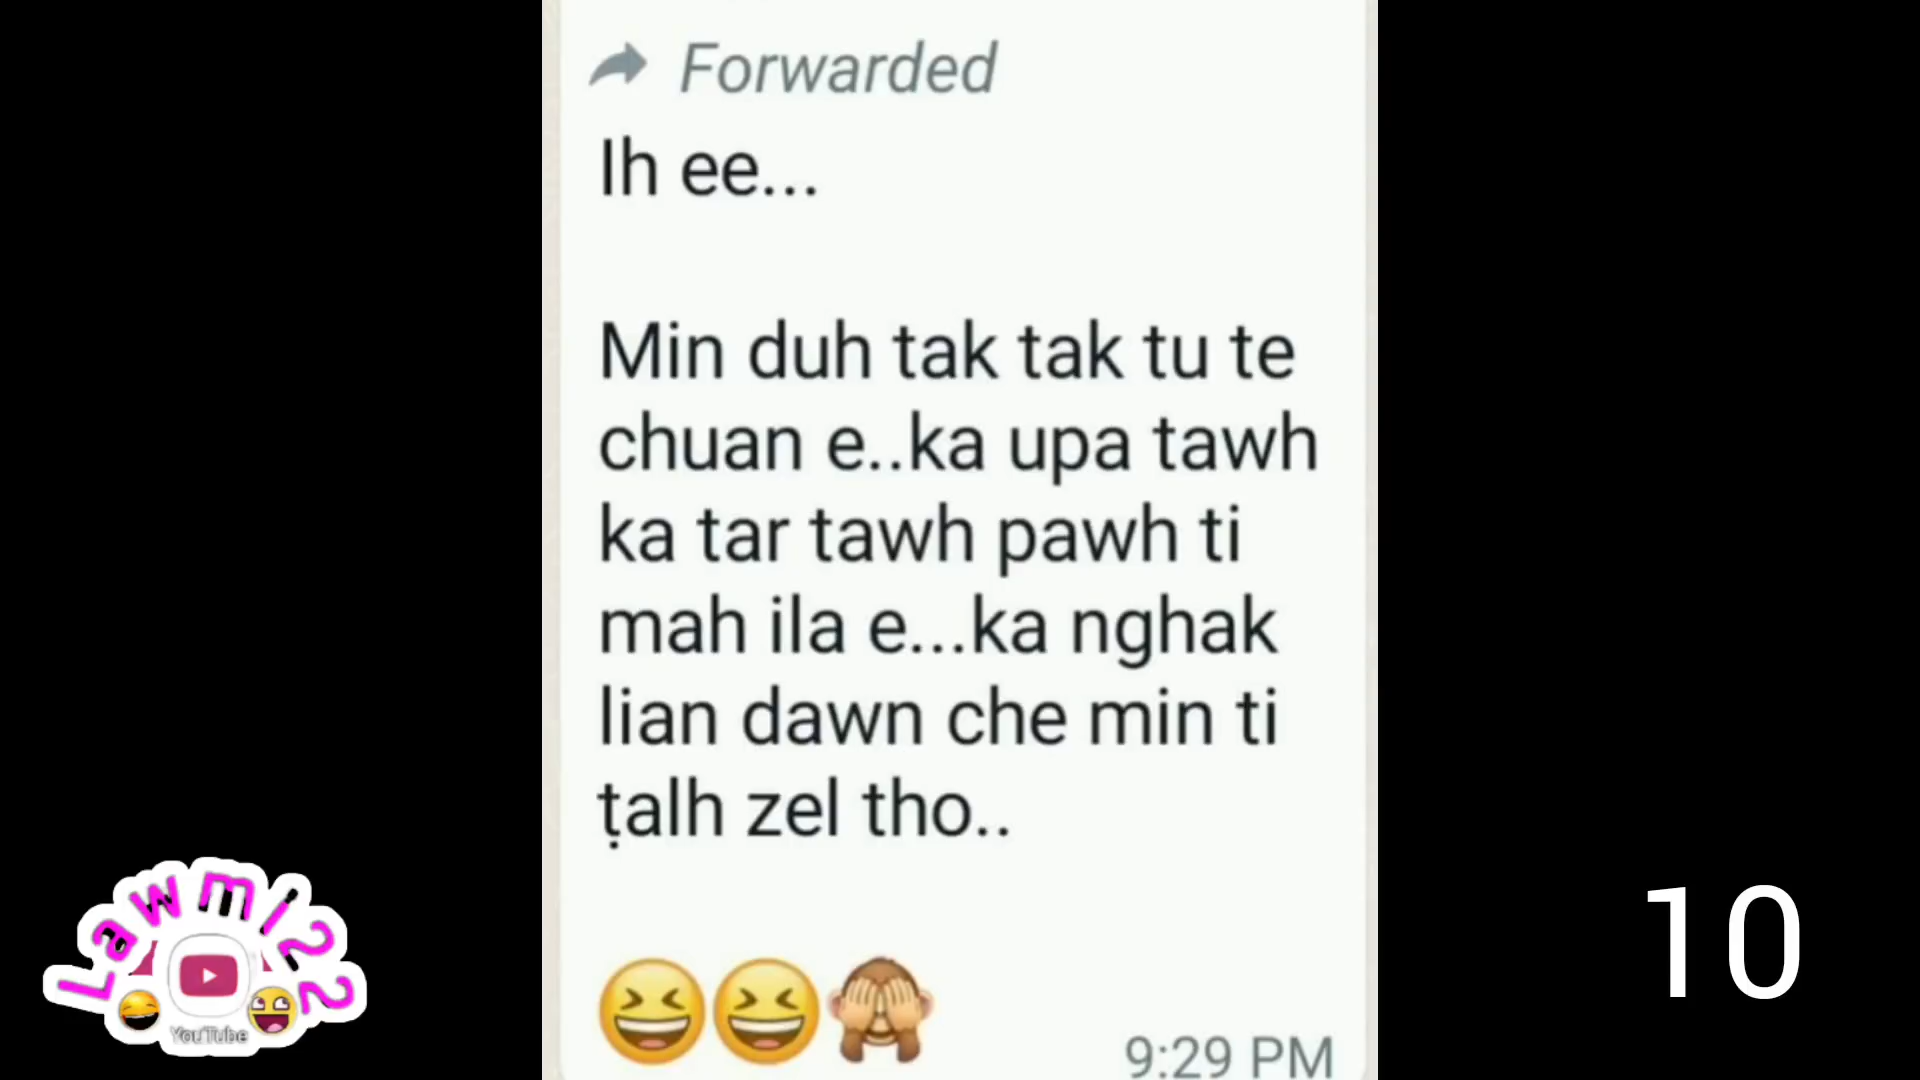 Forwarded
Ih ee...
Min duh tak tak tu te
chuan e..ka upa tawh
ka tar tawh pawh ti
mah ila e...ka nghak
lian dawn che min ti
ṭalh zel tho..
😆😆🙈
9:29 PM
Lawmi22
YouTube
10